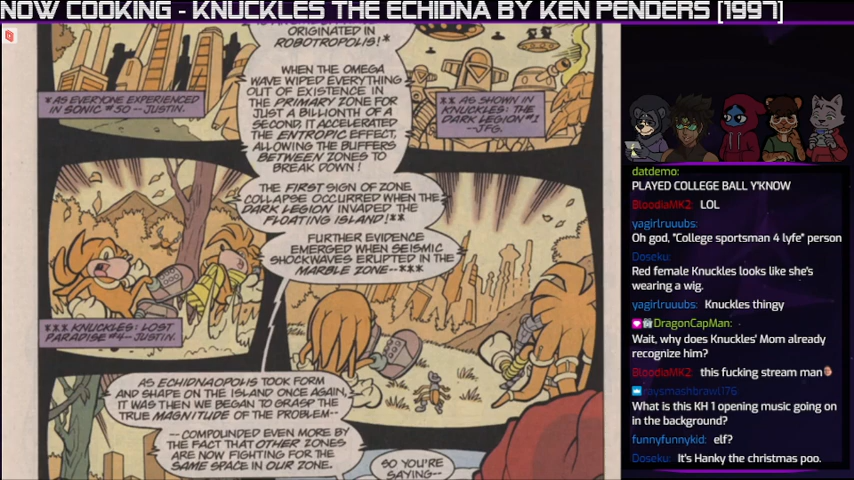 NOW COOKING - KNUCKLES THE ECHIDNA BY KEN PENDERS [1997]
ORIGINATED IN
ROBOTROPOLIS!*
WHEN THE OMEGA
WAVE WIPED EVERYTHING
OUT OF EXISTENCE IN
THE PRIMARY ZONE FOR
JUST A BILLIONTH OF A
SECOND, IT ACCELERATED
THE ENTROPIC EFFECT,
ALLOWING THE BUFFERS
BETWEEN ZONES TO
BREAK DOWN!
* AS EVERYONE EXPERIENCED
IN SONIC #50 -- JUSTIN.
** AS SHOWN IN
KNUCKLES: THE
DARK LEGION #1
--JFG.
THE FIRST SIGN OF ZONE
COLLAPSE OCCURRED WHEN THE
DARK LEGION INVADED THE
FLOATING ISLAND!**
FURTHER EVIDENCE
EMERGED WHEN SEISMIC
SHOCKWAVES ERUPTED IN THE
MARBLE ZONE--***
*** KNUCKLES: LOST
PARADISE #4--JUSTIN.
AS ECHIDNAOPOLIS TOOK FORM
AND SHAPE ON THE ISLAND ONCE AGAIN,
IT WAS THEN WE BEGAN TO GRASP THE
TRUE MAGNITUDE OF THE PROBLEM--
--COMPOUNDED EVEN MORE BY
THE FACT THAT OTHER ZONES
ARE NOW FIGHTING FOR THE
SAME SPACE IN OUR ZONE.
SO YOU'RE
SAYING--
datdemo:
PLAYED COLLEGE BALL Y'KNOW
BloodiaMK2: LOL
yagirlruuubs:
Oh god, "College sportsman 4 lyfe" person
Doseku:
Red female Knuckles looks like she's
wearing a wig.
yagirlruuubs: Knuckles thingy
DragonCapMan:
Wait, why does Knuckles' Mom already
recognize him?
BloodiaMK2: this fucking stream man
What is this KH 1 opening music going on
in the background?
funnyfunnykid: elf?
Doseku: It's Hanky the christmas poo.